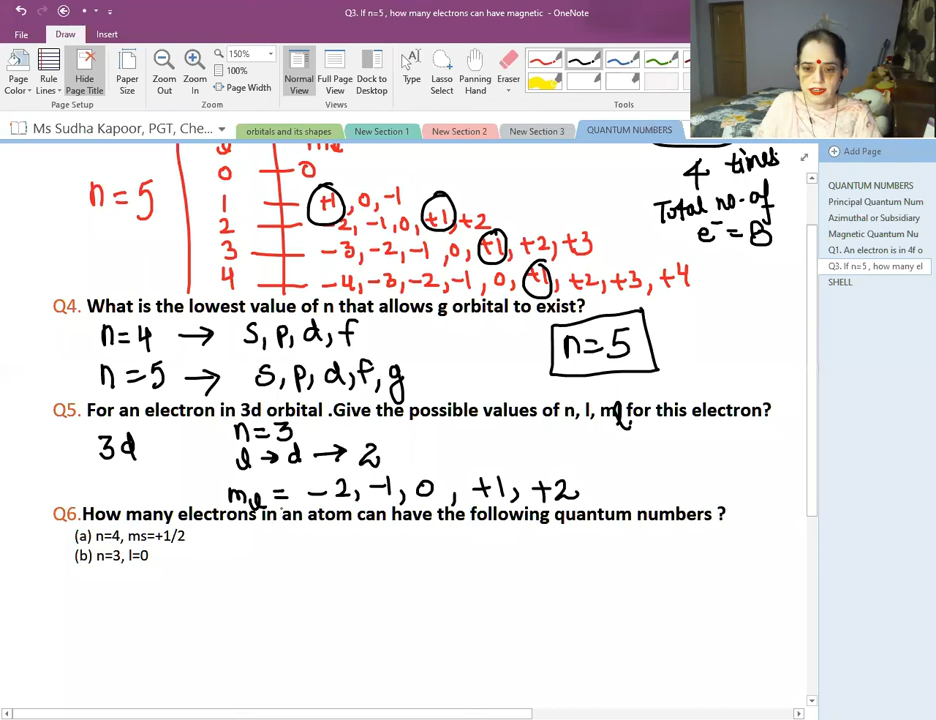 Q3. If n=5 , how many electrons can have magnetic - OneNote
File Draw Insert
Page Color Rule Lines Hide Page Title Paper Size Zoom Out Zoom In 150% 100% Page Width Normal View Full Page View Dock to Desktop Type Lasso Select Panning Hand Eraser
Page Setup Zoom Views Tools
Ms Sudha Kapoor, PGT, Che... orbitals and its shapes New Section 1 New Section 2 New Section 3 QUANTUM NUMBERS
Add Page
QUANTUM NUMBERS
Principal Quantum Num
Azimuthal or Subsidiary
Magnetic Quantum Nu
Q1. An electron is in 4f o
Q3. If n=5 , how many el
SHELL
4 times
Total no. of
e⁻ = 8
n = 5
0 0
1 +1, 0, -1
2 -2, -1, 0, +1, +2
3 -3, -2, -1, 0, +1, +2, +3
4 -4, -3, -2, -1, 0, +1, +2, +3, +4
Q4. What is the lowest value of n that allows g orbital to exist?
n=4 → s, p, d, f
n=5 → s, p, d, f, g
n=5
Q5. For an electron in 3d orbital .Give the possible values of n, l, ml for this electron?
3d n=3
l → d → 2
ml = -2, -1, 0, +1, +2
Q6.How many electrons in an atom can have the following quantum numbers ?
(a) n=4, ms=+1/2
(b) n=3, l=0